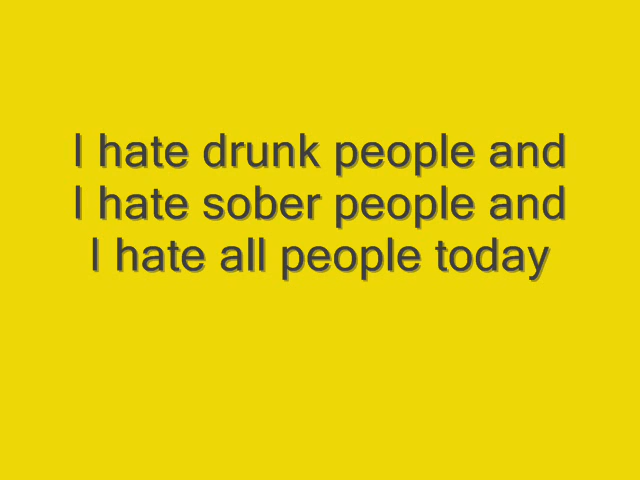 I hate drunk people and
I hate sober people and
I hate all people today